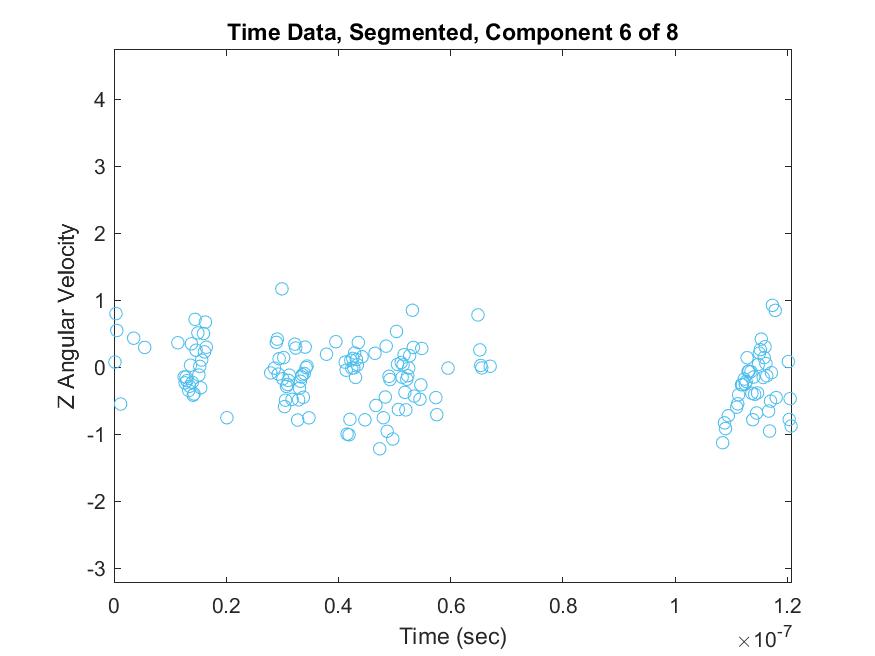 Time Data, Segmented, Component 6 of 8
4
3
2
1
0
-1
-2
-3
Z Angular Velocity
0 0.2 0.4 0.6 0.8 1 1.2
Time (sec)
×10-7